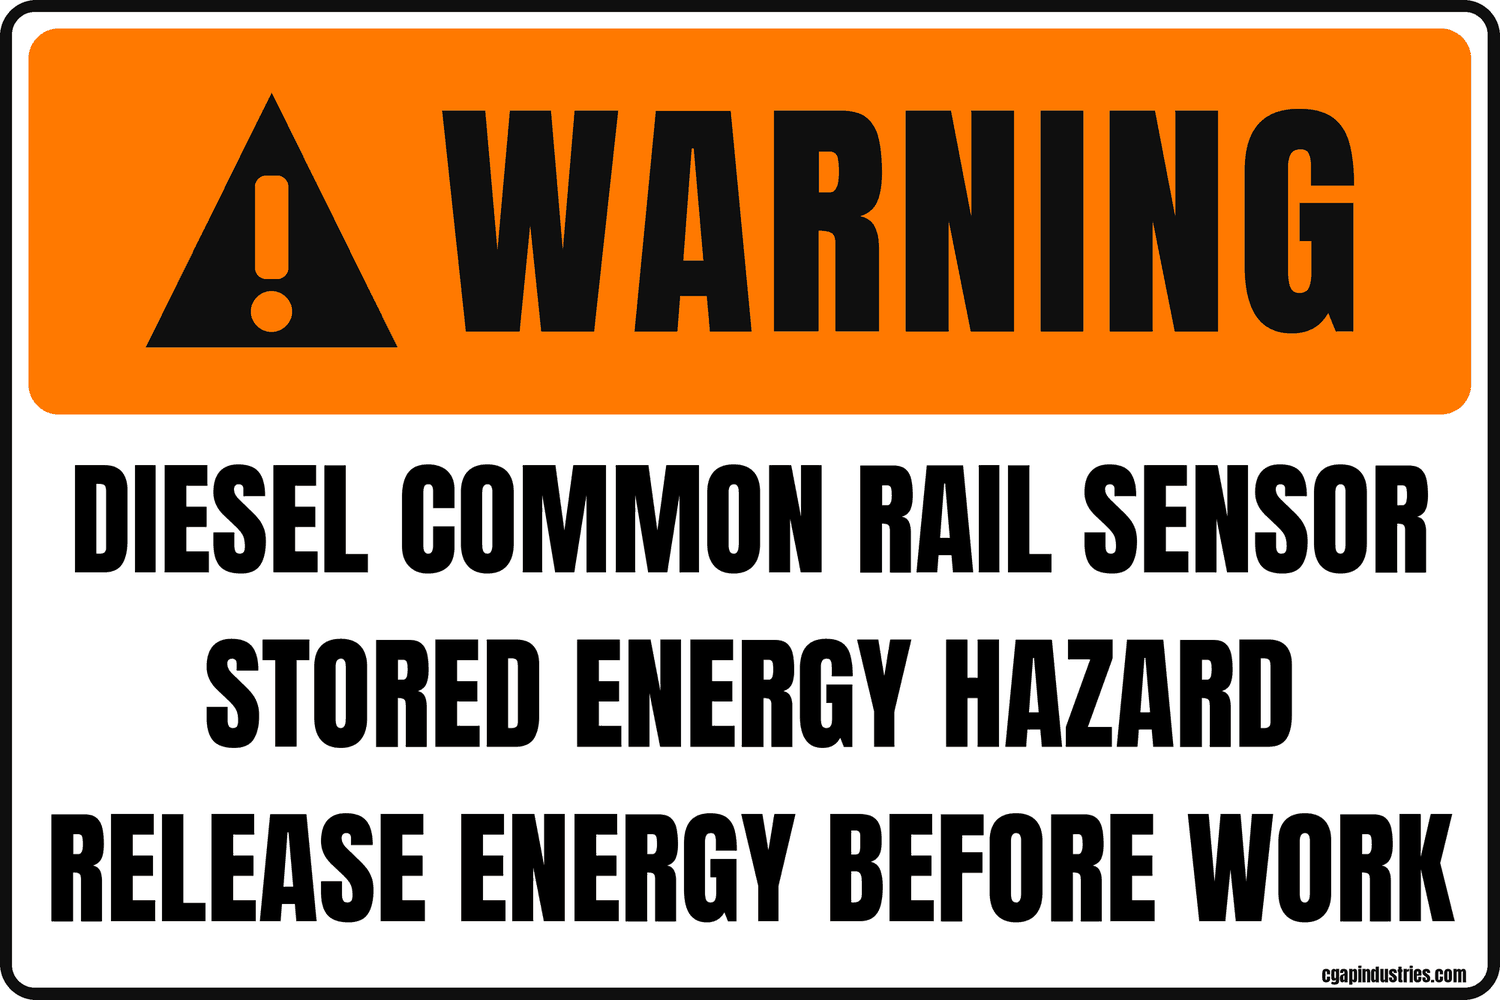 WARNING
DIESEL COMMON RAIL SENSOR
STORED ENERGY HAZARD
RELEASE ENERGY BEFORE WORK
cgapindustries.com